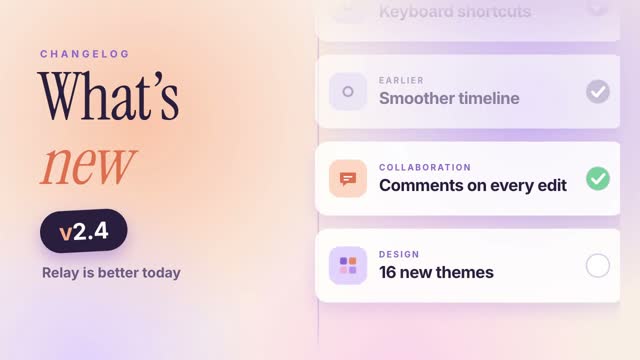 CHANGELOG
What's
new
v2.4
Relay is better today
Keyboard shortcuts
EARLIER
Smoother timeline
COLLABORATION
Comments on every edit
DESIGN
16 new themes